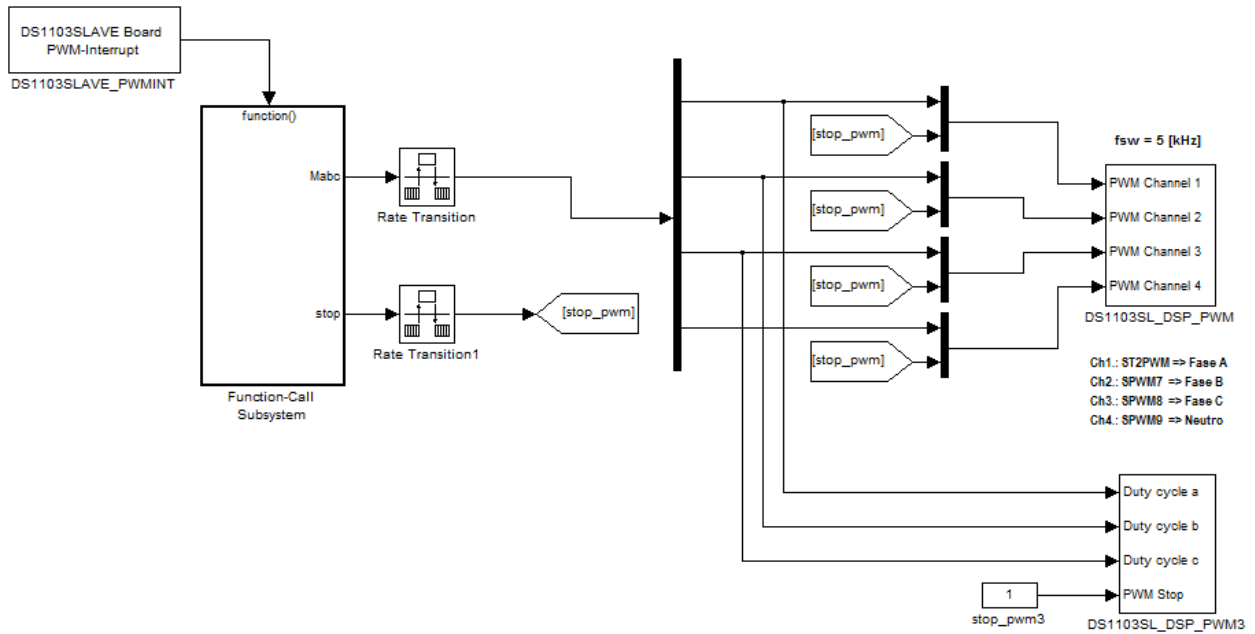 DS1103SLAVE Board
PWM-Interrupt
DS1103SLAVE_PWMINT
function()
Mabc
stop
Function-Call
Subsystem
Rate Transition
Rate Transition1
[stop_pwm]
[stop_pwm]
[stop_pwm]
[stop_pwm]
[stop_pwm]
fsw = 5 [kHz]
PWM Channel 1
PWM Channel 2
PWM Channel 3
PWM Channel 4
DS1103SL_DSP_PWM
Ch1.: ST2PWM => Fase A
Ch2.: SPWM7 => Fase B
Ch3.: SPWM8 => Fase C
Ch4.: SPWM9 => Neutro
Duty cycle a
Duty cycle b
Duty cycle c
PWM Stop
1
stop_pwm3
DS1103SL_DSP_PWM3